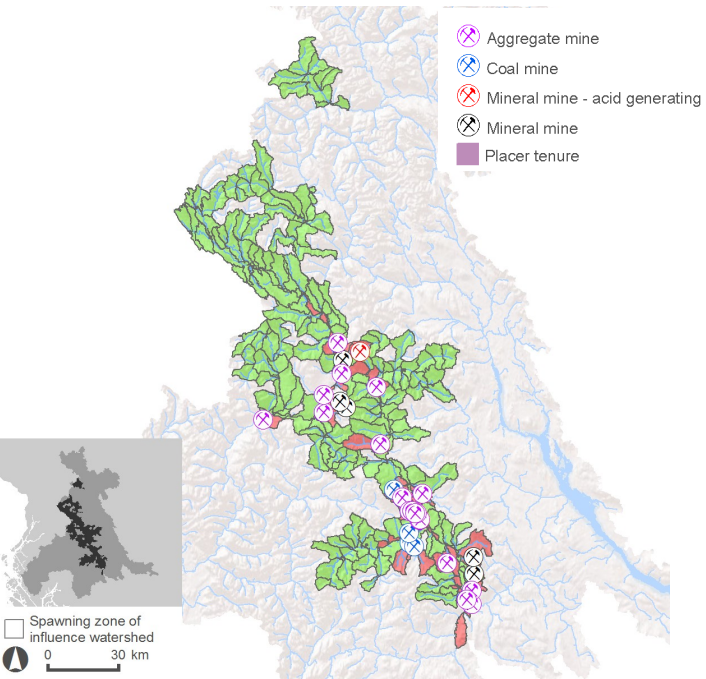 Aggregate mine
Coal mine
Mineral mine - acid generating
Mineral mine
Placer tenure
Spawning zone of
influence watershed
0 30 km